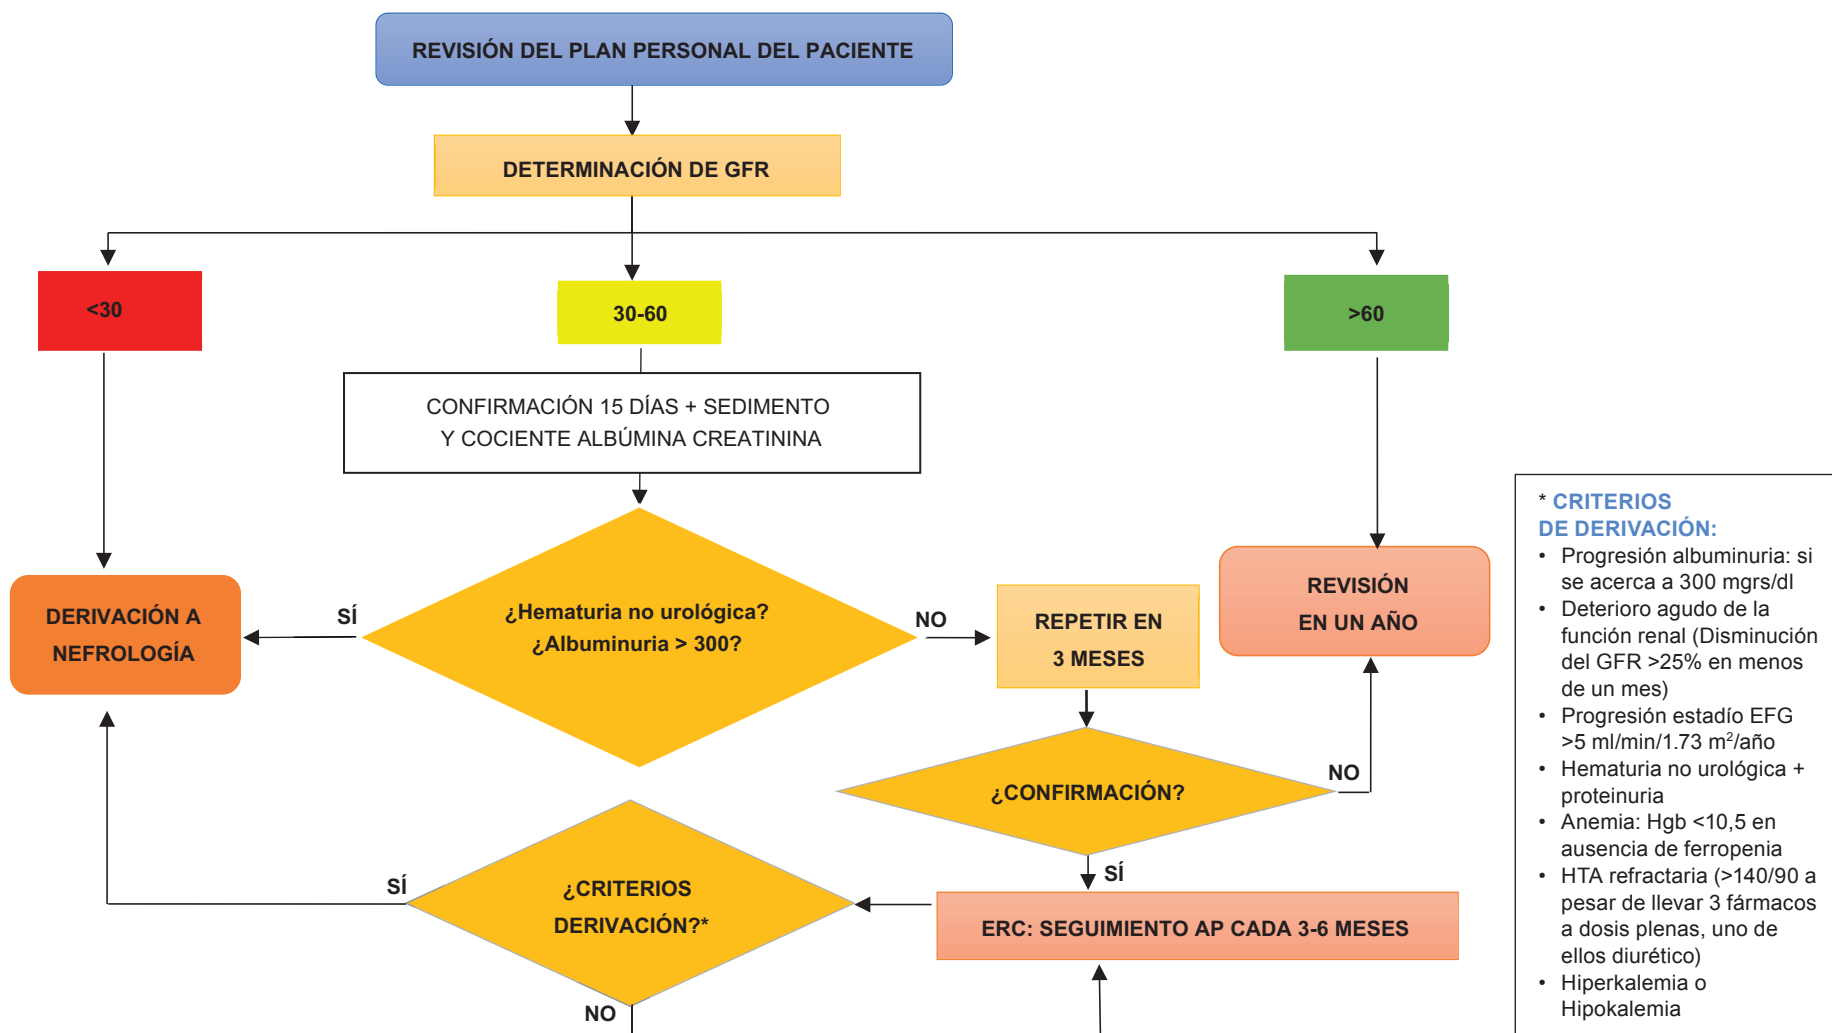 REVISIÓN DEL PLAN PERSONAL DEL PACIENTE
DETERMINACIÓN DE GFR
<30
30-60
>60
CONFIRMACIÓN 15 DÍAS + SEDIMENTO
Y COCIENTE ALBÚMINA CREATININA
¿Hematuria no urológica?
¿Albuminuria > 300?
SÍ
NO
DERIVACIÓN A
NEFROLOGÍA
REPETIR EN
3 MESES
REVISIÓN
EN UN AÑO
¿CONFIRMACIÓN?
NO
SÍ
ERC: SEGUIMIENTO AP CADA 3-6 MESES
¿CRITERIOS
DERIVACIÓN?*
SÍ
NO
* CRITERIOS
DE DERIVACIÓN:
• Progresión albuminuria: si
se acerca a 300 mgrs/dl
• Deterioro agudo de la
función renal (Disminución
del GFR >25% en menos
de un mes)
• Progresión estadío EFG
>5 ml/min/1.73 m²/año
• Hematuria no urológica +
proteinuria
• Anemia: Hgb <10,5 en
ausencia de ferropenia
• HTA refractaria (>140/90 a
pesar de llevar 3 fármacos
a dosis plenas, uno de
ellos diurético)
• Hiperkalemia o
Hipokalemia